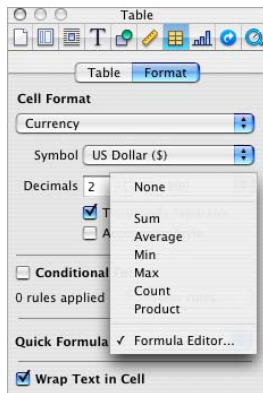 Table
Table Format
Cell Format
Currency
Symbol US Dollar ($)
Decimals 2
None
Sum
Average
Min
Max
Count
Product
✓ Formula Editor...
Conditional
0 rules applied
Quick Formula
Wrap Text in Cell